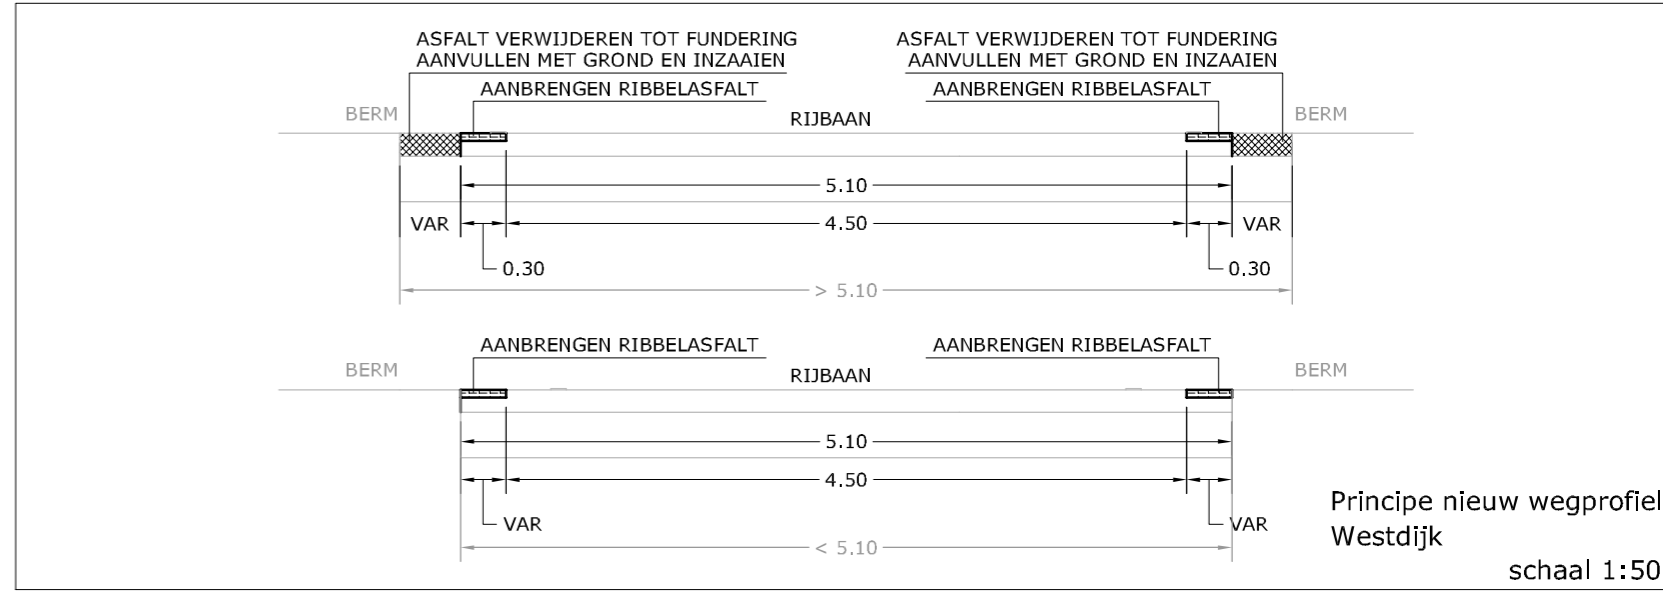 ASFALT VERWIJDEREN TOT FUNDERING
AANVULLEN MET GROND EN INZAAIEN
AANBRENGEN RIBBELASFALT
ASFALT VERWIJDEREN TOT FUNDERING
AANVULLEN MET GROND EN INZAAIEN
AANBRENGEN RIBBELASFALT
BERM
RIJBAAN
BERM
5.10
VAR
4.50
VAR
0.30
0.30
> 5.10
AANBRENGEN RIBBELASFALT
AANBRENGEN RIBBELASFALT
BERM
RIJBAAN
BERM
5.10
4.50
VAR
VAR
< 5.10
Principe nieuw wegprofiel
Westdijk
schaal 1:50